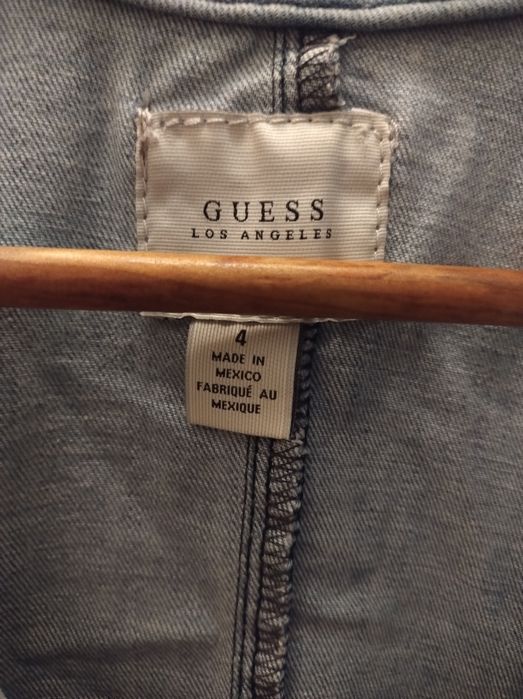 GUESS
LOS ANGELES
4
MADE IN
MEXICO
FABRIQUÉ AU
MEXIQUE